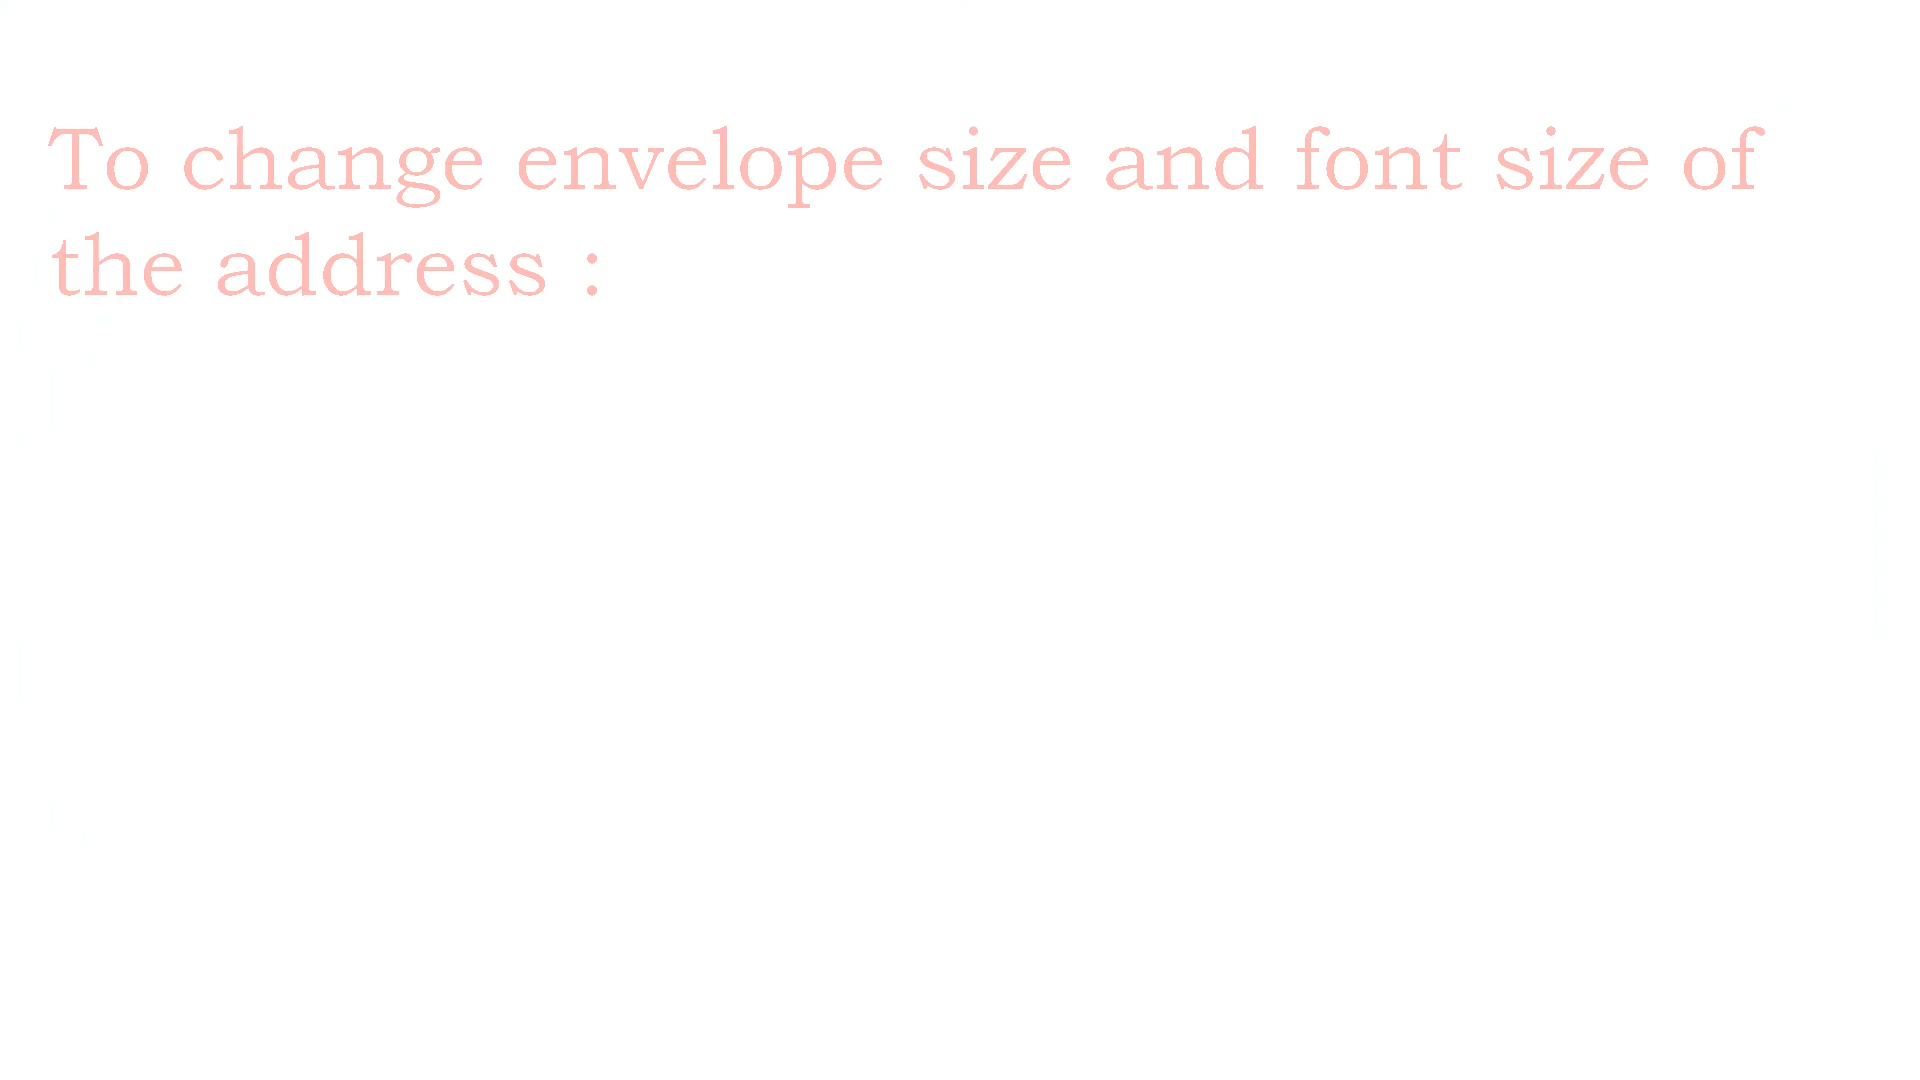 To change envelope size and font size of
the address :